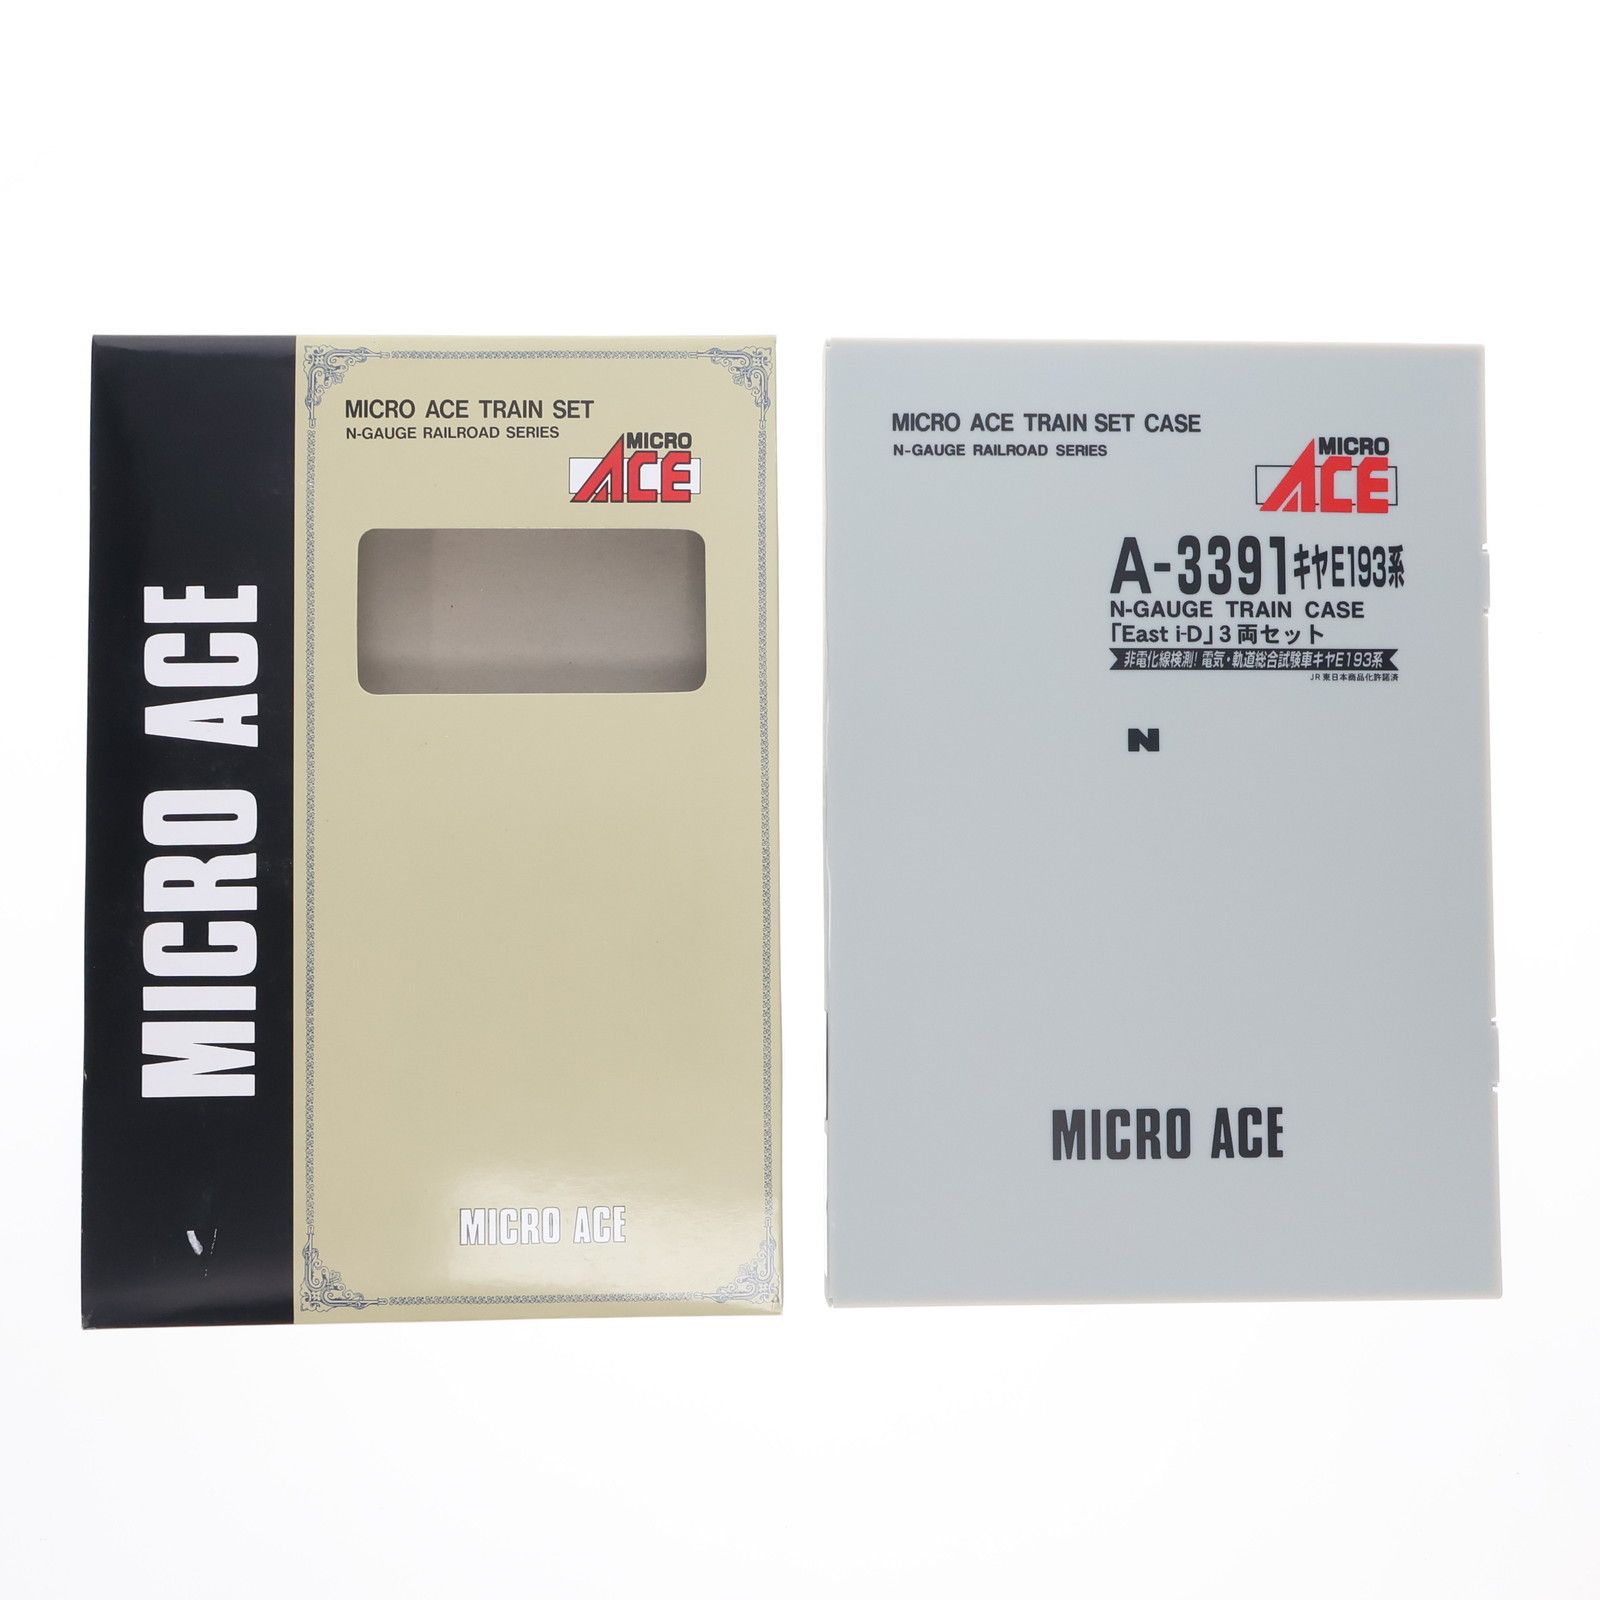 MICRO ACE
MICRO ACE TRAIN SET
N-GAUGE RAILROAD SERIES
MICRO
ACE
MICRO ACE
MICRO ACE TRAIN SET CASE
N-GAUGE RAILROAD SERIES
MICRO
ACE
A-3391キヤE193系
N-GAUGE TRAIN CASE
「East i-D」3両セット
非電化線検測!電気・軌道総合試験車キヤE193系
JR東日本商品化許諾済
N
MICRO ACE